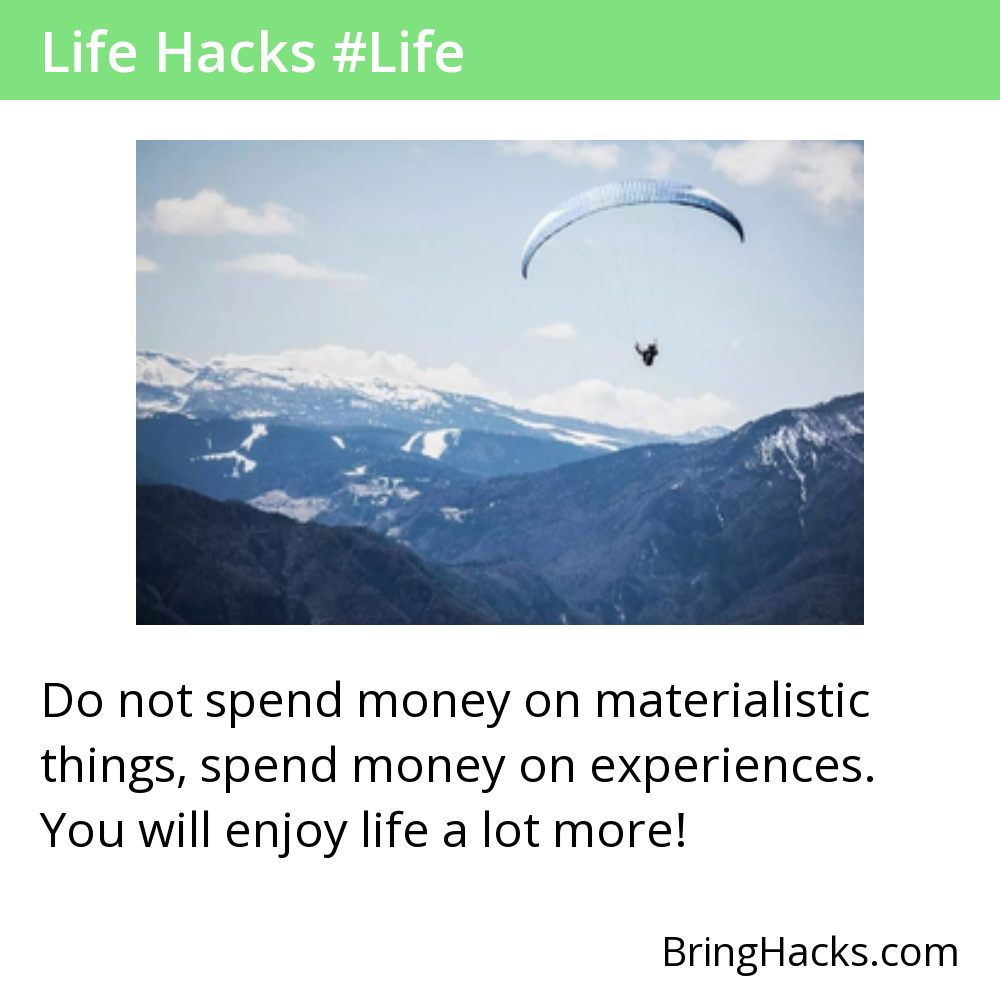 Life Hacks #Life
Do not spend money on materialistic
things, spend money on experiences.
You will enjoy life a lot more!
BringHacks.com